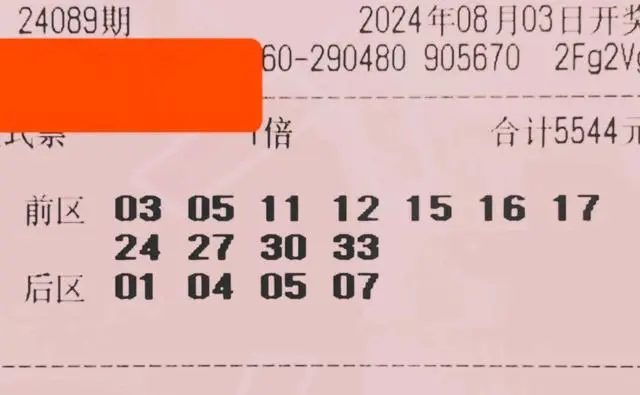 24089期 2024年08月03日开奖
60-290480 905670 2Fg2Vg
式票 1倍 合计5544元
前区 03 05 11 12 15 16 17
24 27 30 33
后区 01 04 05 07